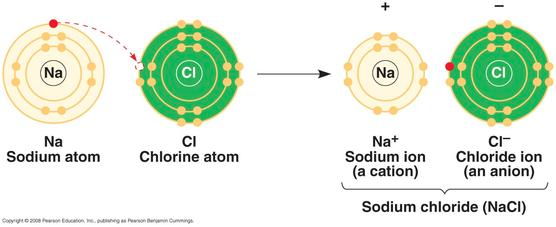 + –
Na Cl Na Cl
Na Cl Na+ Cl–
Sodium atom Chlorine atom Sodium ion Chloride ion
(a cation) (an anion)
Sodium chloride (NaCl)
Copyright © 2008 Pearson Education, Inc., publishing as Pearson Benjamin Cummings.